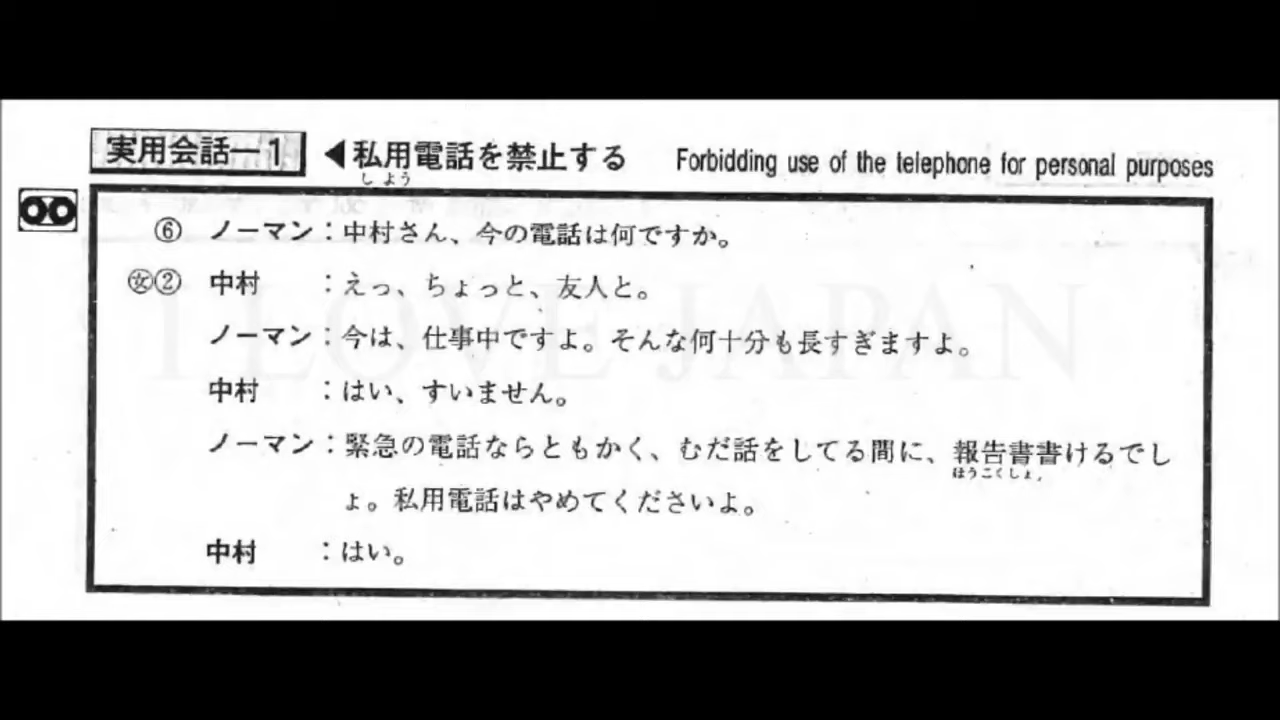 実用会話―1 ◀私用電話を禁止する Forbidding use of the telephone for personal purposes
しよう
⑥ ノーマン：中村さん、今の電話は何ですか。
女② 中村 ：えっ、ちょっと、友人と。
ノーマン：今は、仕事中ですよ。そんな何十分も長すぎますよ。
中村 ：はい、すいません。
ノーマン：緊急の電話ならともかく、むだ話をしてる間に、報告書書けるでし
ほうこくしょ
ょ。私用電話はやめてくださいよ。
中村 ：はい。
I LOVE JAPAN